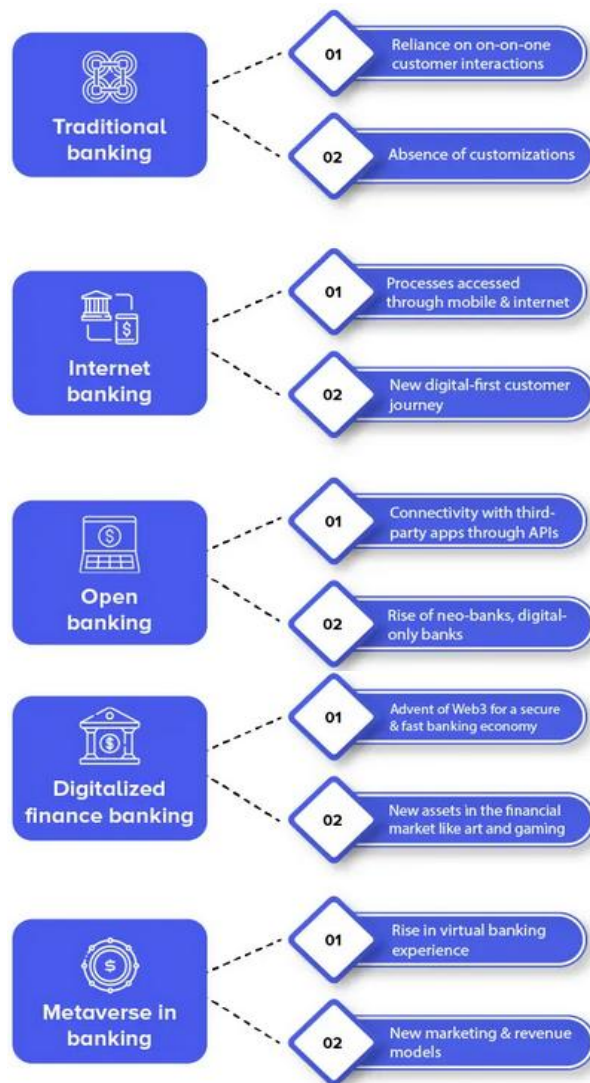 Traditional
banking
01
Reliance on on-on-one
customer interactions
02
Absence of customizations
Internet
banking
01
Processes accessed
through mobile & internet
02
New digital-first customer
journey
Open
banking
01
Connectivity with third-
party apps through APIs
02
Rise of neo-banks, digital-
only banks
Digitalized
finance banking
01
Advent of Web3 for a secure
& fast banking economy
02
New assets in the financial
market like art and gaming
Metaverse in
banking
01
Rise in virtual banking
experience
02
New marketing & revenue
models